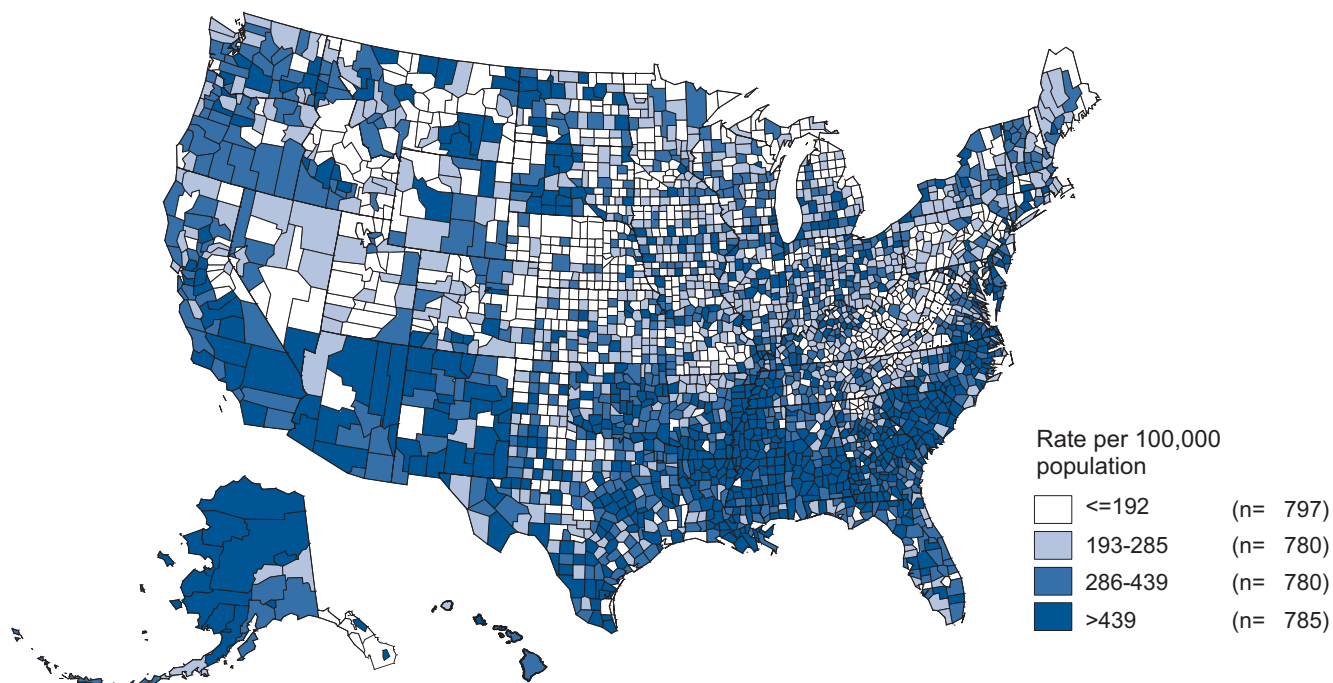 Rate per 100,000
population
<=192 (n= 797)
193-285 (n= 780)
286-439 (n= 780)
>439 (n= 785)